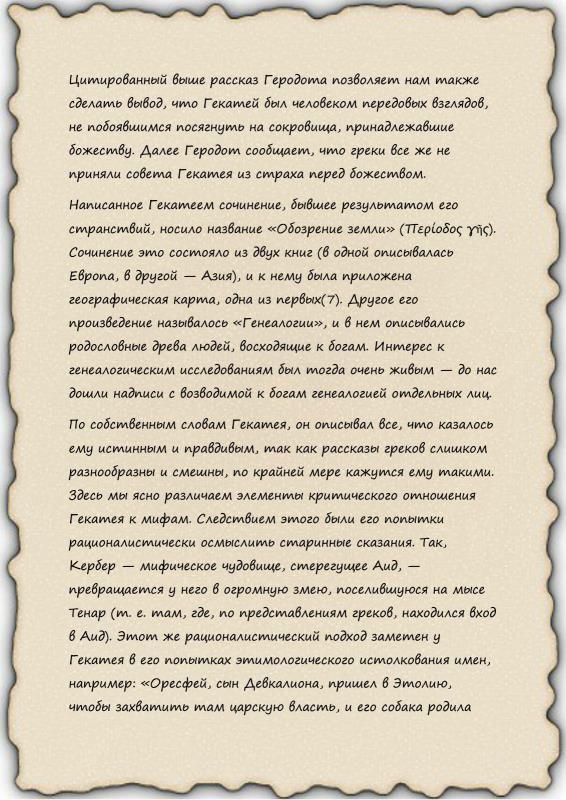 Цитированный выше рассказ Геродота позволяет нам также
сделать вывод, что Гекатей был человеком передовых взглядов,
не побоявшимся посягнуть на сокровища, принадлежавшие
божеству. Далее Геродот сообщает, что греки все же не
приняли совета Гекатея из страха перед божеством.
Написанное Гекатеем сочинение, бывшее результатом его
странствий, носило название «Обозрение земли» (Περίοδος γῆς).
Сочинение это состояло из двух книг (в одной описывалась
Европа, в другой — Азия), и к нему была приложена
географическая карта, одна из первых(7). Другое его
произведение называлось «Генеалогии», и в нем описывались
родословные древа людей, восходящие к богам. Интерес к
генеалогическим исследованиям был тогда очень живым — до нас
дошли надписи с возводимой к богам генеалогией отдельных лиц.
По собственным словам Гекатея, он описывал все, что казалось
ему истинным и правдивым, так как рассказы греков слишком
разнообразны и смешны, по крайней мере кажутся ему такими.
Здесь мы ясно различаем элементы критического отношения
Гекатея к мифам. Следствием этого были его попытки
рационалистически осмыслить старинные сказания. Так,
Кербер — мифическое чудовище, стерегущее Аид, —
превращается у него в огромную змею, поселившуюся на мысе
Тенар (т. е. там, где, по представлениям греков, находился вход
в Аид). Этот же рационалистический подход заметен у
Гекатея в его попытках этимологического истолкования имен,
например: «Оресфей, сын Девкалиона, пришел в Этолию,
чтобы захватить там царскую власть, и его собака родила